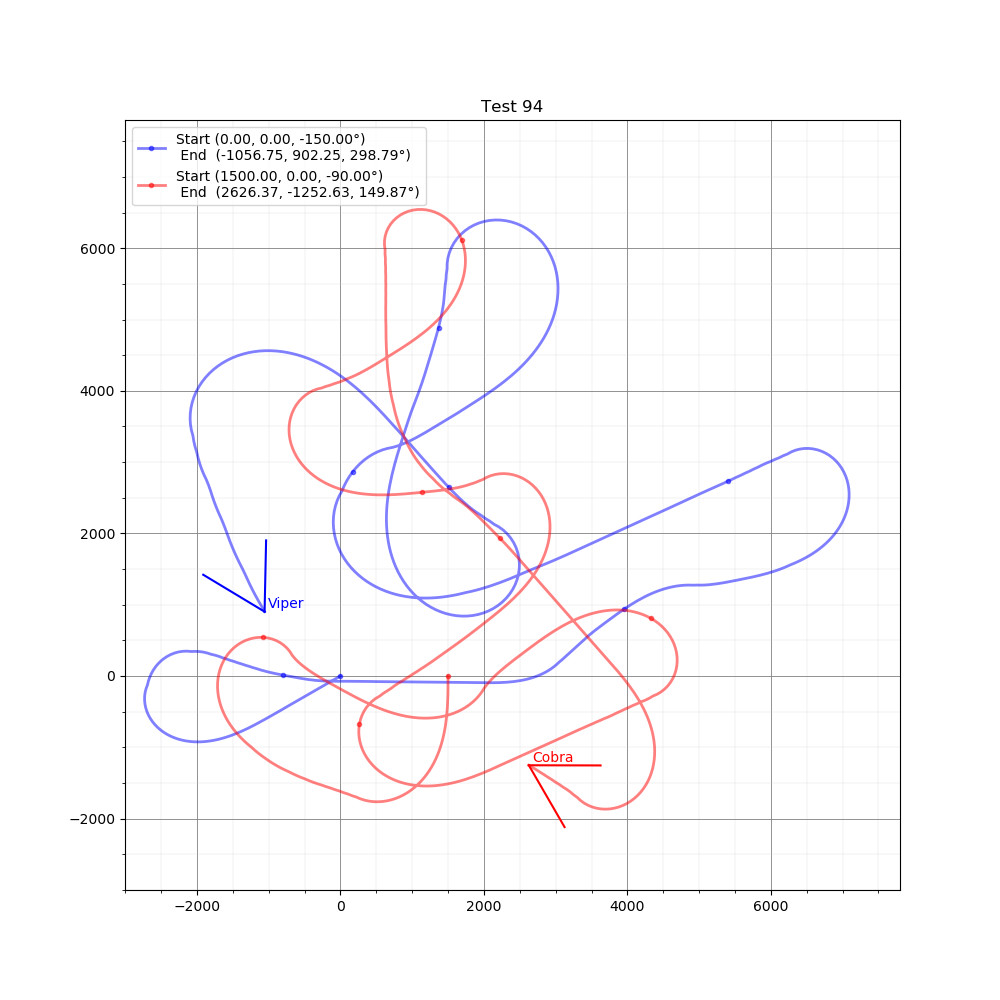 Test 94
Start (0.00, 0.00, -150.00°)
End (-1056.75, 902.25, 298.79°)
Start (1500.00, 0.00, -90.00°)
End (2626.37, -1252.63, 149.87°)
6000
4000
2000
0
−2000
Viper
Cobra
−2000
0
2000
4000
6000